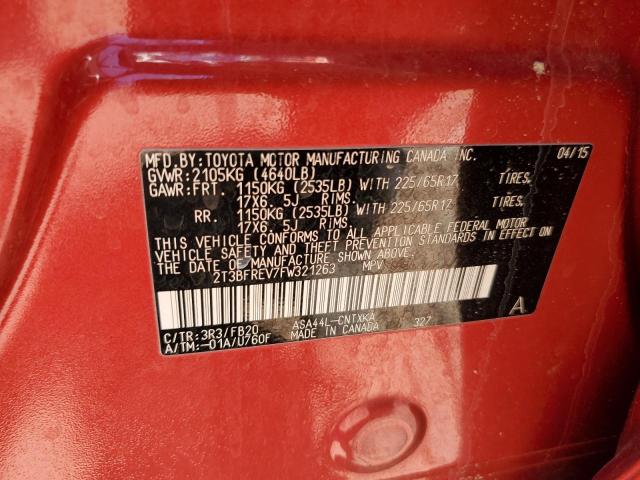 MFD.BY: TOYOTA MOTOR MANUFACTURING CANADA INC. 04/15
GVWR: 2105KG (4640LB)
GAWR: FRT. 1150KG (2535LB) WITH 225/65R17 TIRES.
17X6.5J RIMS.
RR. 1150KG (2535LB) WITH 225/65R17 TIRES.
17X6.5J RIMS.
THIS VEHICLE CONFORMS TO ALL APPLICABLE FEDERAL MOTOR
VEHICLE SAFETY AND THEFT PREVENTION STANDARDS IN EFFECT ON THE
DATE OF MANUFACTURE SHOWN ABOVE.
2T3BFREV7FW321263 MPV
A
C/TR: 3R3/FB20 ASA44L-CNTXKA
A/TM:-01A/U760F MADE IN CANADA 327